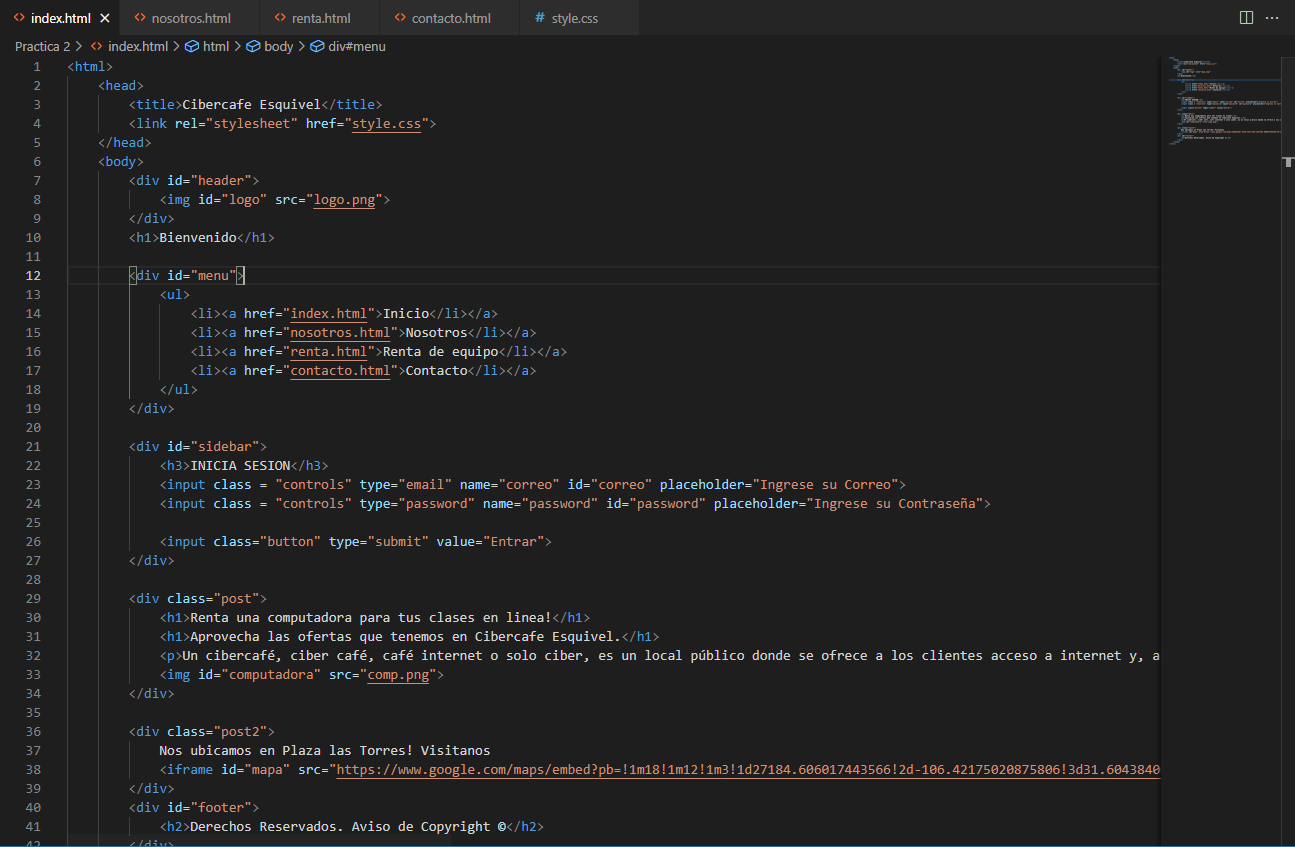 index.html nosotros.html renta.html contacto.html # style.css
Practica 2 > index.html > html > body > div#menu
1 <html>
2 <head>
3 <title>Cibercafe Esquivel</title>
4 <link rel="stylesheet" href="style.css">
5 </head>
6 <body>
7 <div id="header">
8 <img id="logo" src="logo.png">
9 </div>
10 <h1>Bienvenido</h1>
11
12 <div id="menu">
13 <ul>
14 <li><a href="index.html">Inicio</li></a>
15 <li><a href="nosotros.html">Nosotros</li></a>
16 <li><a href="renta.html">Renta de equipo</li></a>
17 <li><a href="contacto.html">Contacto</li></a>
18 </ul>
19 </div>
20
21 <div id="sidebar">
22 <h3>INICIA SESION</h3>
23 <input class = "controls" type="email" name="correo" id="correo" placeholder="Ingrese su Correo">
24 <input class = "controls" type="password" name="password" id="password" placeholder="Ingrese su Contraseña">
25
26 <input class="button" type="submit" value="Entrar">
27 </div>
28
29 <div class="post">
30 <h1>Renta una computadora para tus clases en linea!</h1>
31 <h1>Aprovecha las ofertas que tenemos en Cibercafe Esquivel.</h1>
32 <p>Un cibercafé, ciber café, café internet o solo ciber, es un local público donde se ofrece a los clientes acceso a internet y, a
33 <img id="computadora" src="comp.png">
34 </div>
35
36 <div class="post2">
37 Nos ubicamos en Plaza las Torres! Visitanos
38 <iframe id="mapa" src="https://www.google.com/maps/embed?pb=!1m18!1m12!1m3!1d27184.606017443566!2d-106.42175020875806!3d31.6043840
39 </div>
40 <div id="footer">
41 <h2>Derechos Reservados. Aviso de Copyright ©</h2>
42 </div>